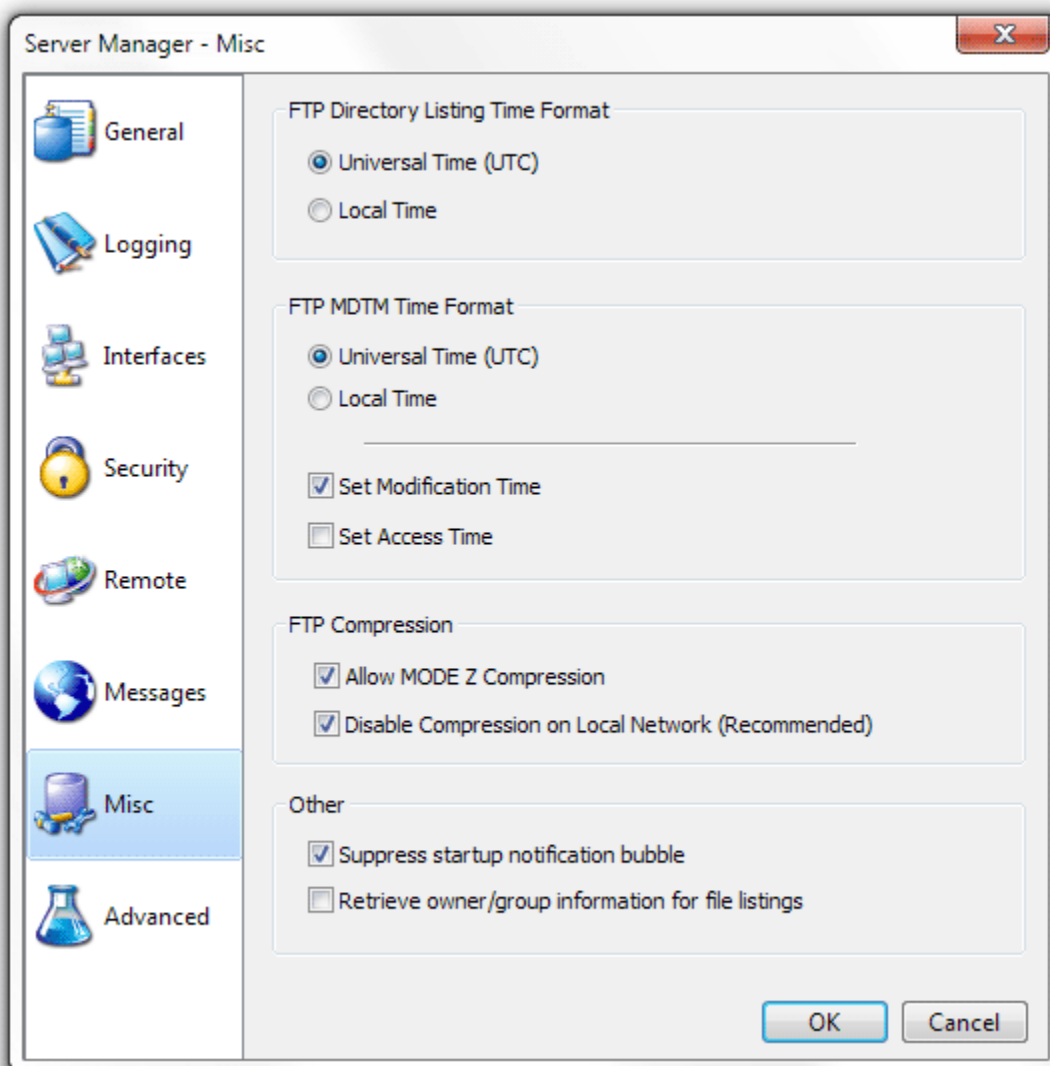 Server Manager - Misc
General
Logging
Interfaces
Security
Remote
Messages
Misc
Advanced
FTP Directory Listing Time Format
Universal Time (UTC)
Local Time
FTP MDTM Time Format
Universal Time (UTC)
Local Time
Set Modification Time
Set Access Time
FTP Compression
Allow MODE Z Compression
Disable Compression on Local Network (Recommended)
Other
Suppress startup notification bubble
Retrieve owner/group information for file listings
OK
Cancel